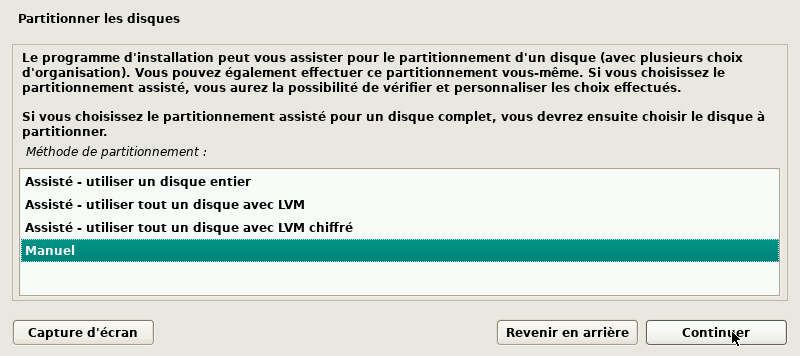 Partitionner les disques
Le programme d'installation peut vous assister pour le partitionnement d'un disque (avec plusieurs choix
d'organisation). Vous pouvez également effectuer ce partitionnement vous-même. Si vous choisissez le
partitionnement assisté, vous aurez la possibilité de vérifier et personnaliser les choix effectués.
Si vous choisissez le partitionnement assisté pour un disque complet, vous devrez ensuite choisir le disque à
partitionner.
Méthode de partitionnement :
Assisté - utiliser un disque entier
Assisté - utiliser tout un disque avec LVM
Assisté - utiliser tout un disque avec LVM chiffré
Manuel
Capture d'écran
Revenir en arrière
Continuer